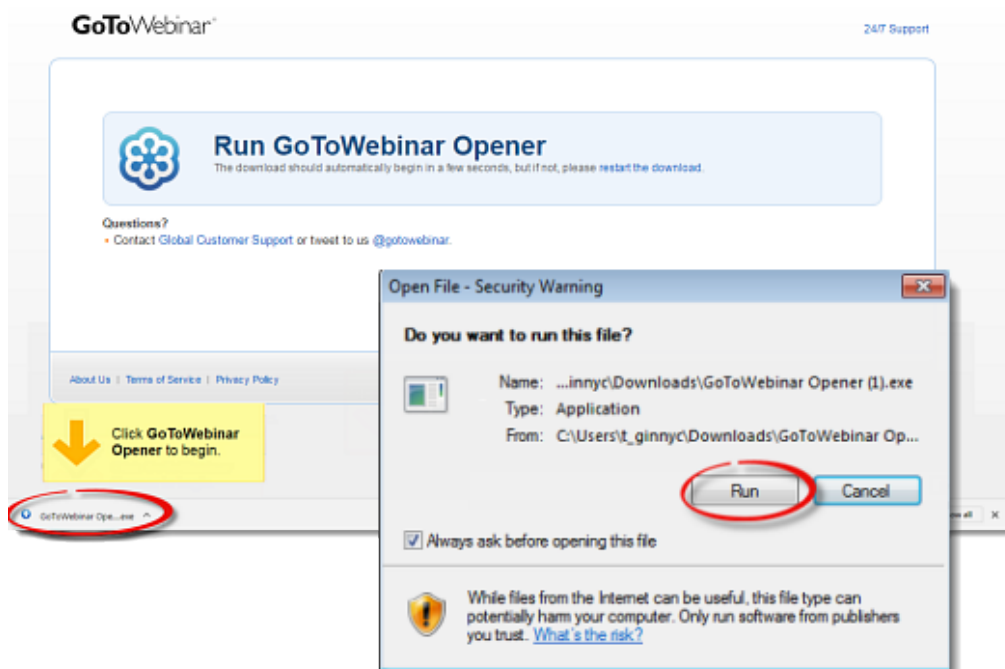 GoToWebinar
24/7 Support
Run GoToWebinar Opener
The download should automatically begin in a few seconds, but if not, please restart the download.
Questions?
• Contact Global Customer Support or tweet to us @gotowebinar.
About Us | Terms of Service | Privacy Policy
Click GoToWebinar
Opener to begin.
GoToWebinar Ope...exe
Open File - Security Warning
Do you want to run this file?
Name: ...innyc\Downloads\GoToWebinar Opener (1).exe
Type: Application
From: C:\Users\t_ginnyc\Downloads\GoToWebinar Op...
Run
Cancel
all
Always ask before opening this file
While files from the Internet can be useful, this file type can
potentially harm your computer. Only run software from publishers
you trust. What's the risk?